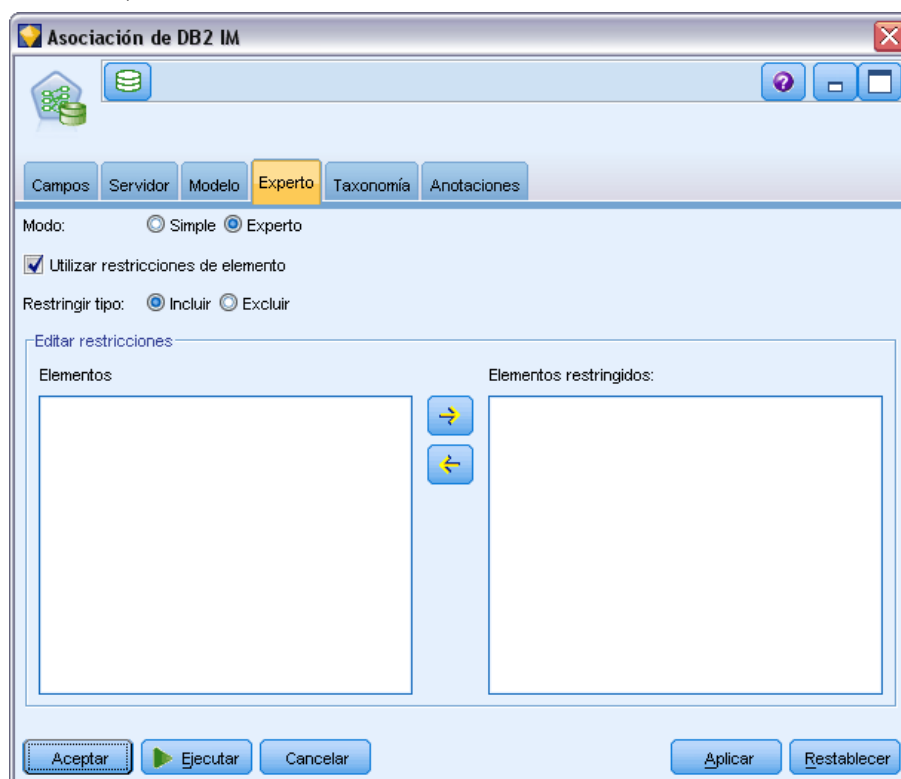 Asociación de DB2 IM
Campos Servidor Modelo Experto Taxonomía Anotaciones
Modo: Simple Experto
Utilizar restricciones de elemento
Restringir tipo: Incluir Excluir
Editar restricciones
Elementos Elementos restringidos:
Aceptar Ejecutar Cancelar Aplicar Restablecer